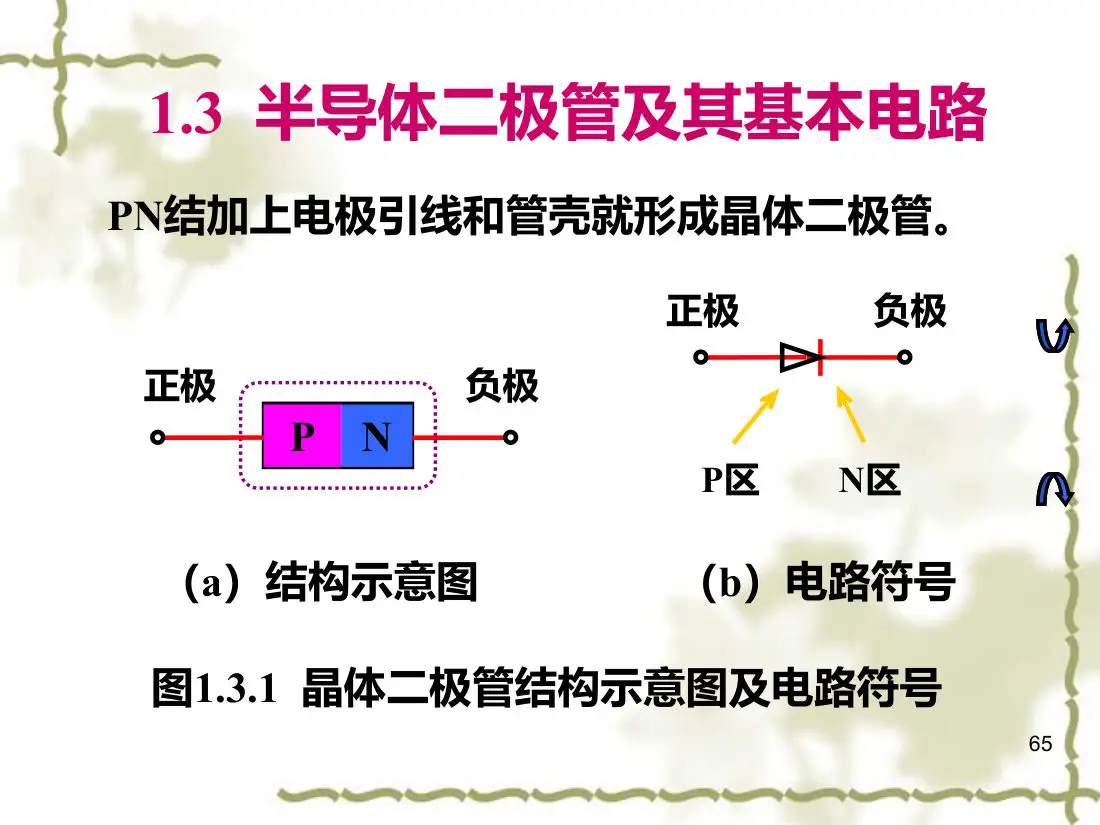 1.3 半导体二极管及其基本电路
PN结加上电极引线和管壳就形成晶体二极管。
正极 负极
P N
(a)结构示意图
正极 负极
P区 N区
(b)电路符号
图1.3.1 晶体二极管结构示意图及电路符号
65